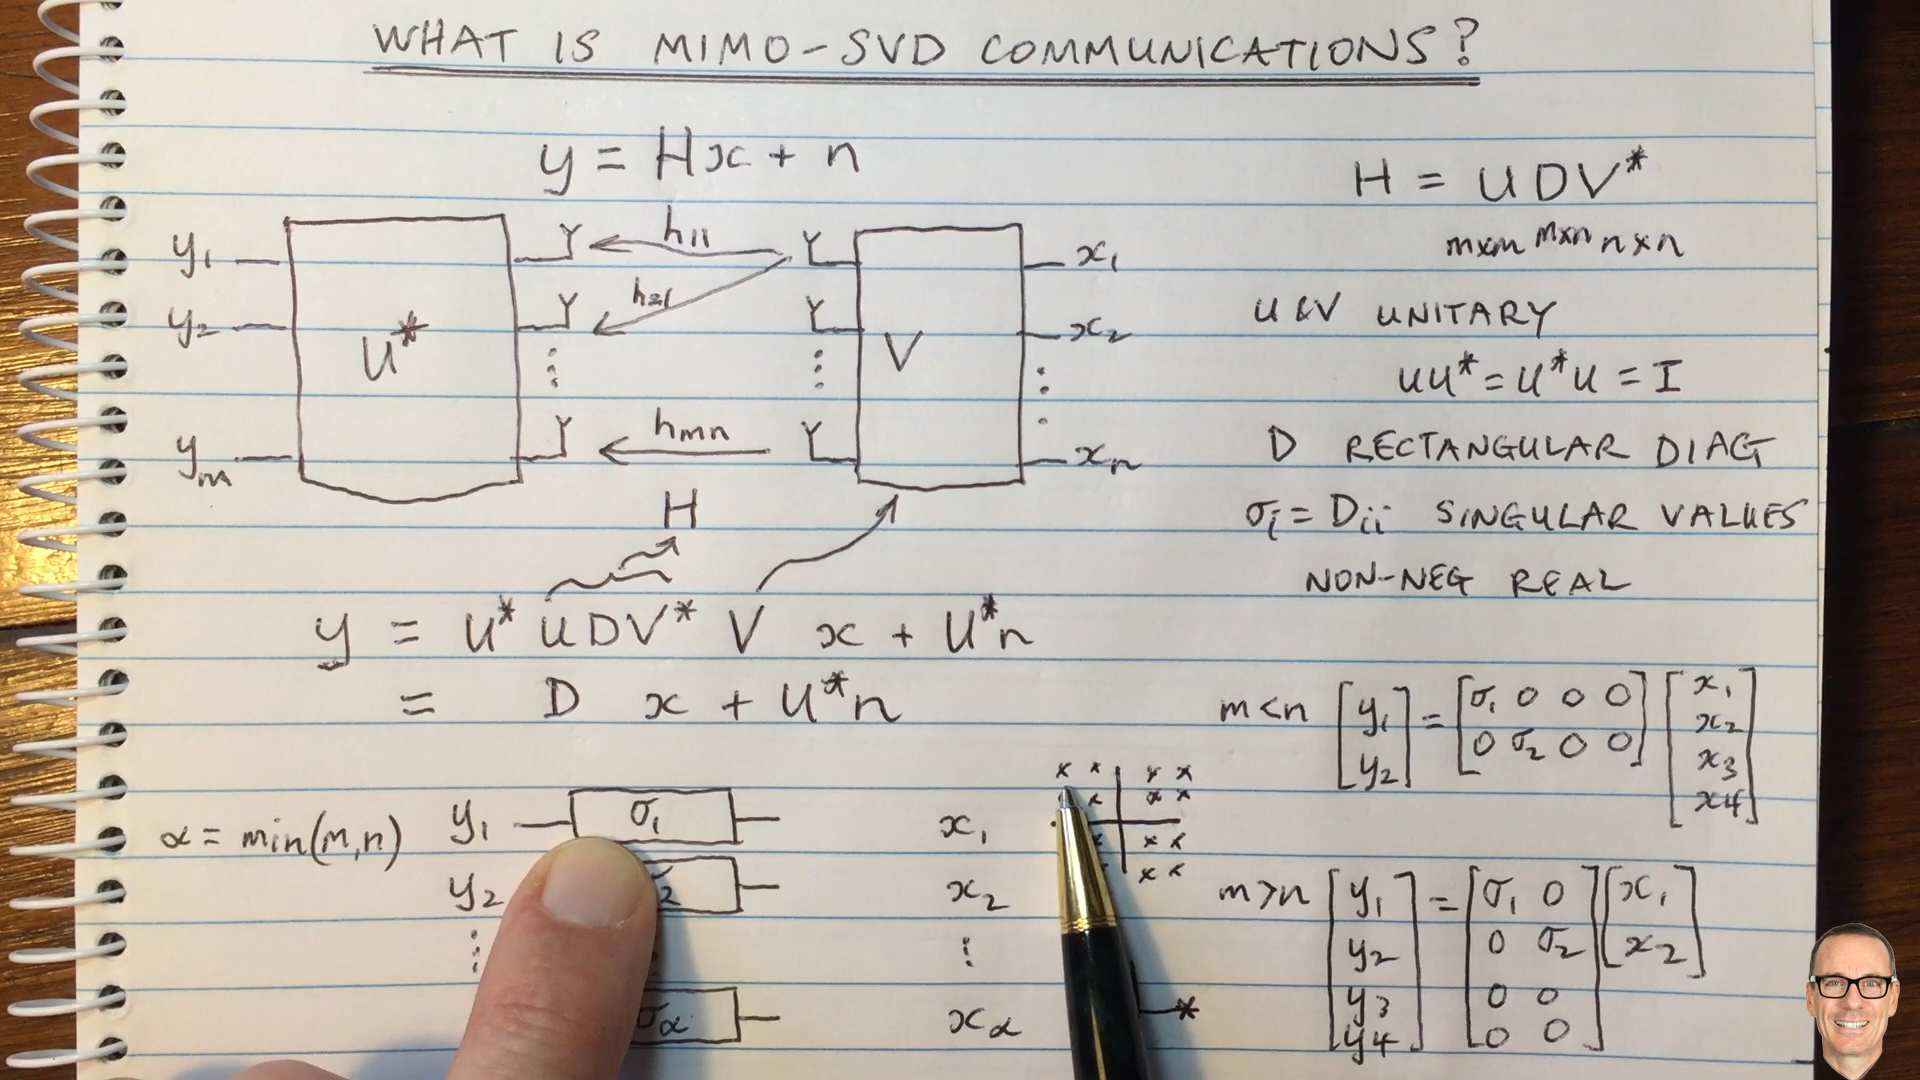 WHAT IS MIMO-SVD COMMUNICATIONS?
y = Hx + n
y1
y2
ym
U*
h11
h21
hmn
H
V
x1
x2
xn
y = U* U D V* V x + U*n
= D x + U*n
α = min(m,n)
y1 σ1 x1
y2 2 x2
σα xα
H = U D V*
m×m m×n n×n
U & V UNITARY
UU* = U*U = I
D RECTANGULAR DIAG
σi = Dii SINGULAR VALUES
NON-NEG REAL
m<n [y1 y2] = [σ1 0 0 0
0 σ2 0 0] [x1 x2 x3 x4]
m>n [y1 y2 y3 y4] = [σ1 0
0 σ2
0 0
0 0] [x1 x2]